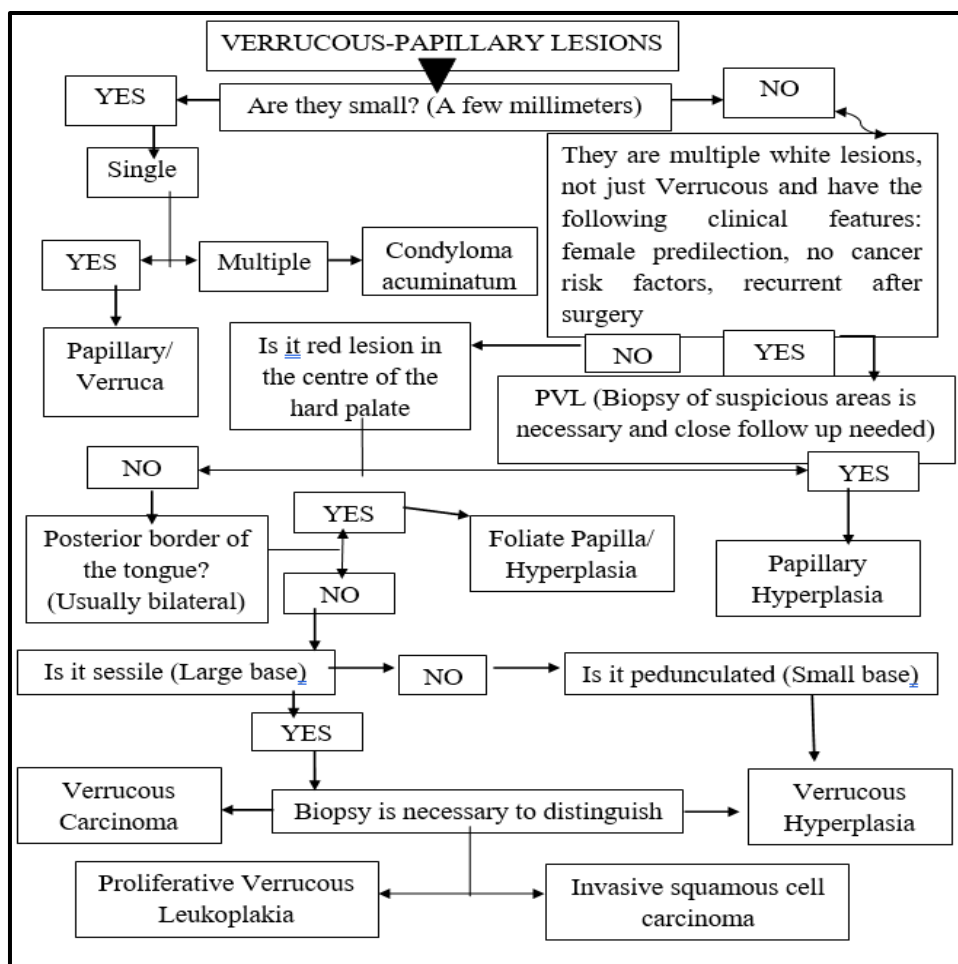 VERRUCOUS-PAPILLARY LESIONS
YES
Are they small? (A few millimeters)
NO
Single
They are multiple white lesions,
not just Verrucous and have the
following clinical features:
female predilection, no cancer
risk factors, recurrent after
surgery
YES
Multiple
Condyloma
acuminatum
Papillary/
Verruca
Is it red lesion in
the centre of the
hard palate
NO
YES
PVL (Biopsy of suspicious areas is
necessary and close follow up needed)
NO
YES
Posterior border of
the tongue?
(Usually bilateral)
YES
NO
Foliate Papilla/
Hyperplasia
Papillary
Hyperplasia
Is it sessile (Large base)
NO
Is it pedunculated (Small base)
YES
Verrucous
Carcinoma
Biopsy is necessary to distinguish
Verrucous
Hyperplasia
Proliferative Verrucous
Leukoplakia
Invasive squamous cell
carcinoma